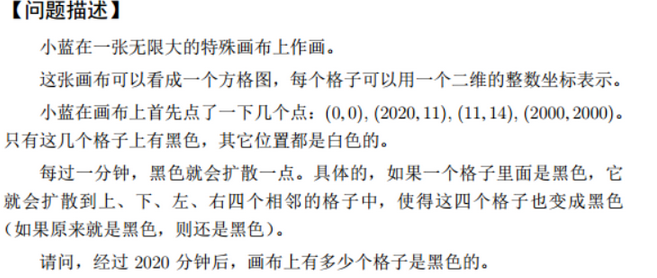 【问题描述】
小蓝在一张无限大的特殊画布上作画。
这张画布可以看成一个方格图，每个格子可以用一个二维的整数坐标表示。
小蓝在画布上首先点了一下几个点：(0, 0), (2020, 11), (11, 14), (2000, 2000)。
只有这几个格子上有黑色，其它位置都是白色的。
每过一分钟，黑色就会扩散一点。具体的，如果一个格子里面是黑色，它
就会扩散到上、下、左、右四个相邻的格子中，使得这四个格子也变成黑色
（如果原来就是黑色，则还是黑色）。
请问，经过 2020 分钟后，画布上有多少个格子是黑色的。